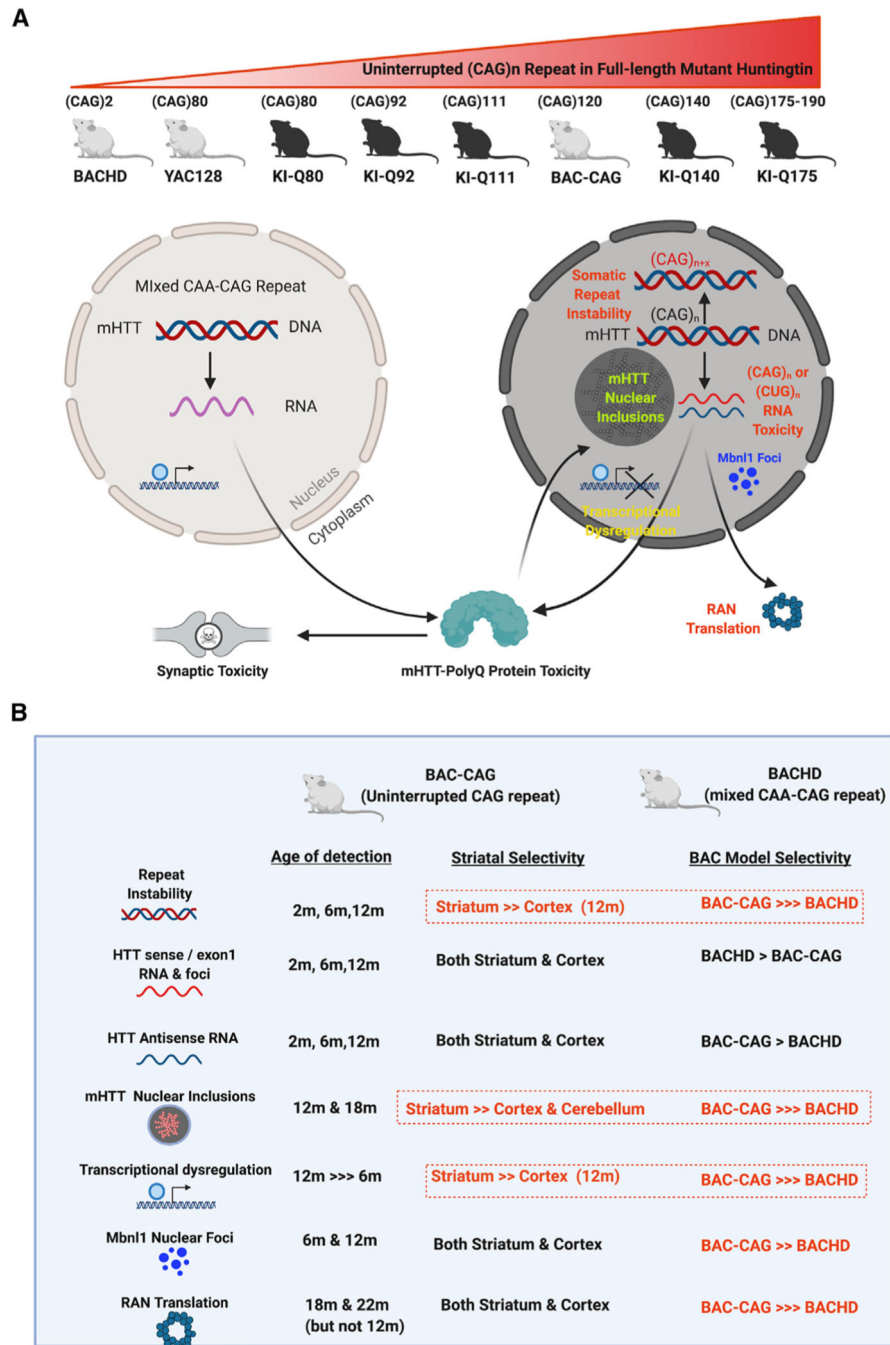 A
Uninterrupted (CAG)n Repeat in Full-length Mutant Huntingtin
(CAG)2 (CAG)80 (CAG)80 (CAG)92 (CAG)111 (CAG)120 (CAG)140 (CAG)175-190
BACHD YAC128 KI-Q80 KI-Q92 KI-Q111 BAC-CAG KI-Q140 KI-Q175
MIxed CAA-CAG Repeat
mHTT DNA
RNA
Nucleus
Cytoplasm
(CAG)n+x
Somatic
Repeat
Instability
(CAG)n
mHTT DNA
mHTT
Nuclear
Inclusions
(CAG)n or
(CUG)n
RNA
Toxicity
Mbnl1 Foci
Transcriptional
Dysregulation
RAN
Translation
Synaptic Toxicity
mHTT-PolyQ Protein Toxicity
B
BAC-CAG
(Uninterrupted CAG repeat)
BACHD
(mixed CAA-CAG repeat)
Age of detection Striatal Selectivity BAC Model Selectivity
Repeat
Instability
2m, 6m,12m Striatum >> Cortex (12m) BAC-CAG >>> BACHD
HTT sense / exon1
RNA & foci
2m, 6m,12m Both Striatum & Cortex BACHD > BAC-CAG
HTT Antisense RNA
2m, 6m,12m Both Striatum & Cortex BAC-CAG > BACHD
mHTT Nuclear Inclusions
12m & 18m Striatum >> Cortex & Cerebellum BAC-CAG >>> BACHD
Transcriptional dysregulation
12m >>> 6m Striatum >> Cortex (12m) BAC-CAG >>> BACHD
Mbnl1 Nuclear Foci
6m & 12m Both Striatum & Cortex BAC-CAG >> BACHD
RAN Translation
18m & 22m Both Striatum & Cortex BAC-CAG >>> BACHD
(but not 12m)